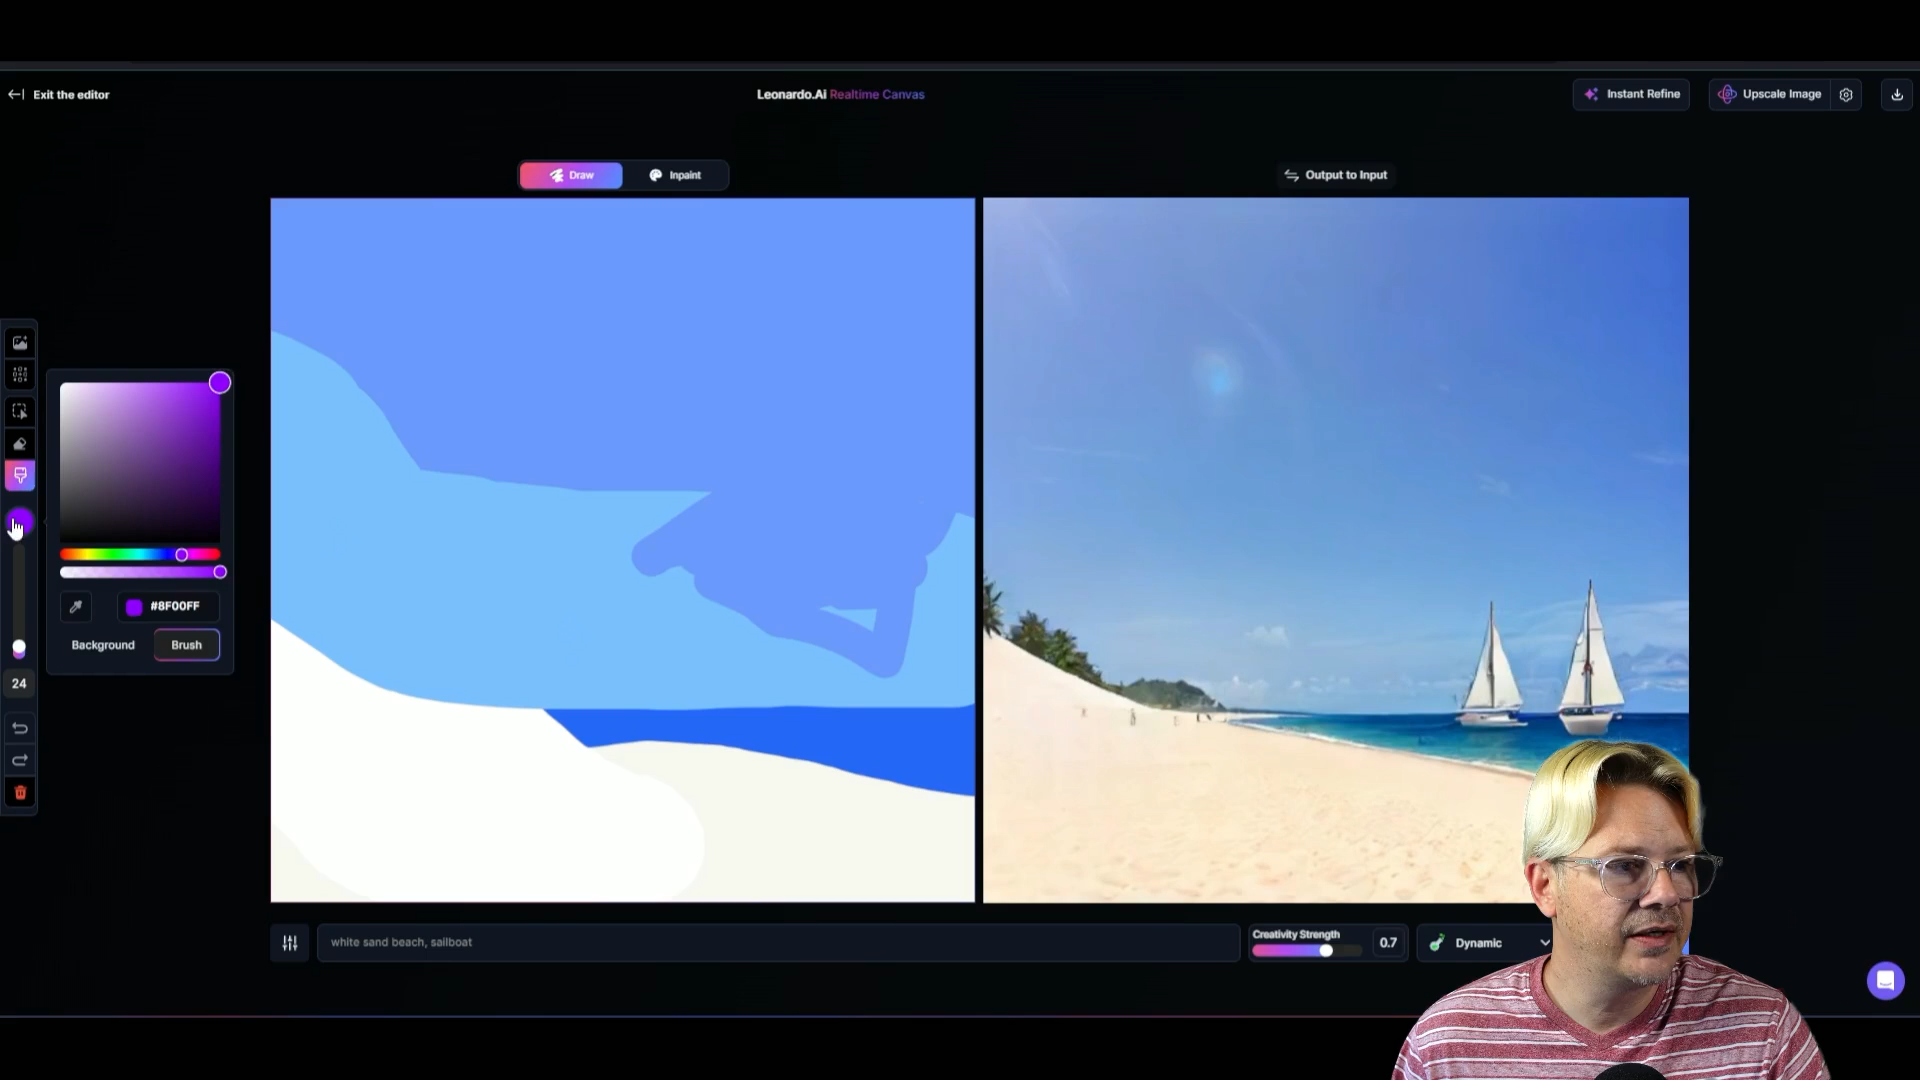 Exit the editor
Leonardo.Ai Realtime Canvas
Instant Refine
Upscale Image
Draw
Inpaint
Output to Input
#8F00FF
Background
Brush
24
white sand beach, sailboat
Creativity Strength
0.7
Dynamic